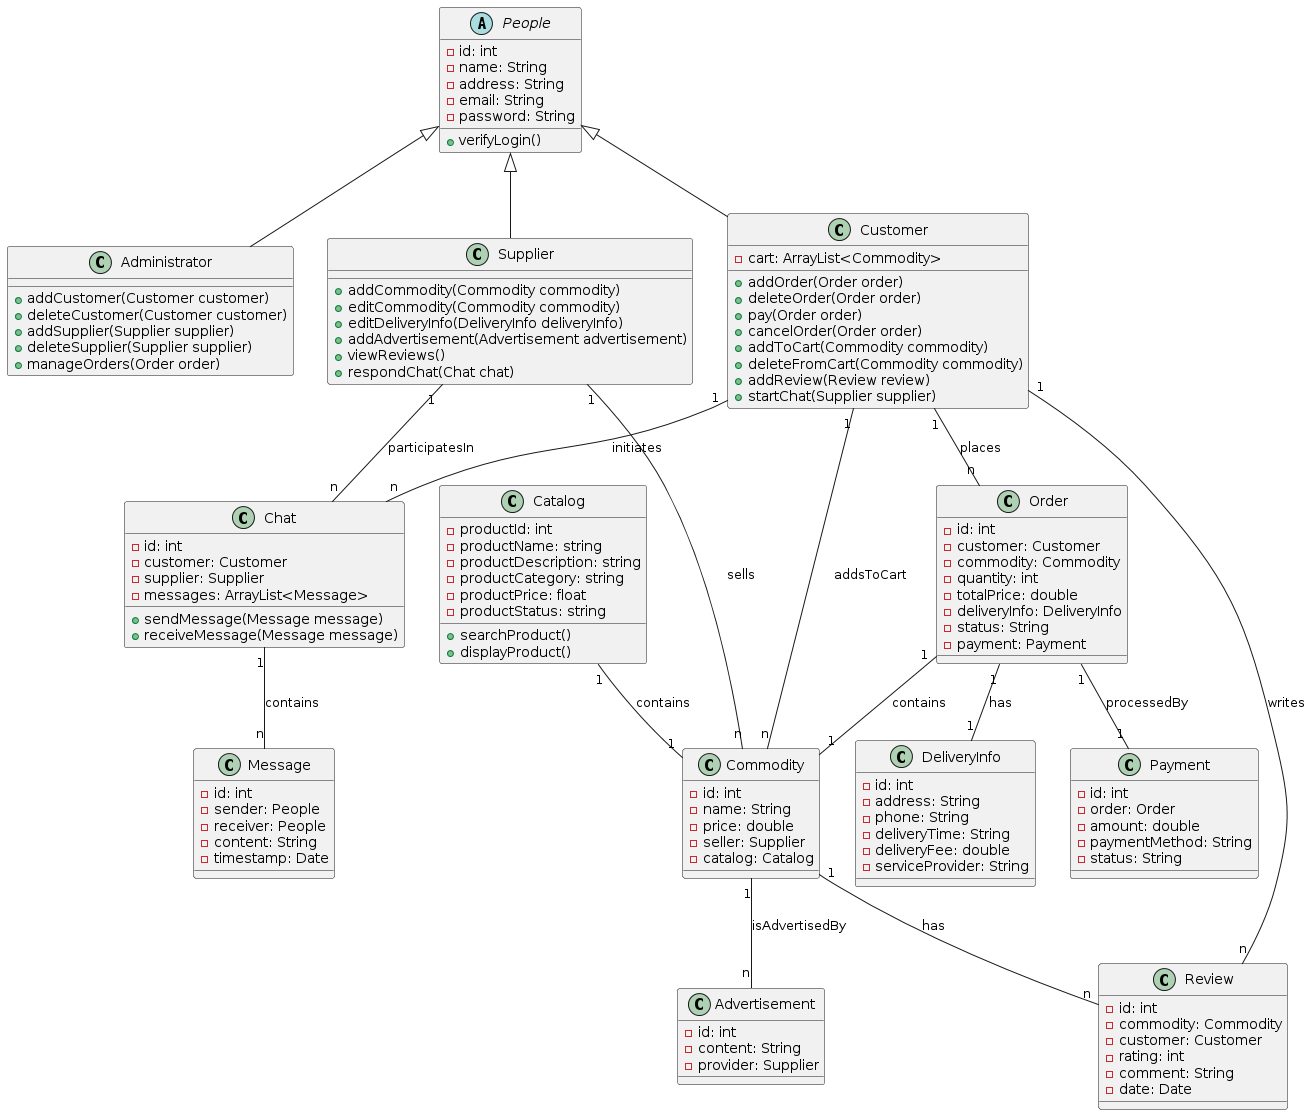 A People
id: int
name: String
address: String
email: String
password: String
verifyLogin()
C Administrator
addCustomer(Customer customer)
deleteCustomer(Customer customer)
addSupplier(Supplier supplier)
deleteSupplier(Supplier supplier)
manageOrders(Order order)
C Supplier
addCommodity(Commodity commodity)
editCommodity(Commodity commodity)
editDeliveryInfo(DeliveryInfo deliveryInfo)
addAdvertisement(Advertisement advertisement)
viewReviews()
respondChat(Chat chat)
C Customer
cart: ArrayList<Commodity>
addOrder(Order order)
deleteOrder(Order order)
pay(Order order)
cancelOrder(Order order)
addToCart(Commodity commodity)
deleteFromCart(Commodity commodity)
addReview(Review review)
startChat(Supplier supplier)
1
1
1
1
1
1
participatesIn
initiates
places
n
n
n
C Chat
id: int
customer: Customer
supplier: Supplier
messages: ArrayList<Message>
sendMessage(Message message)
receiveMessage(Message message)
C Catalog
productId: int
productName: string
productDescription: string
productCategory: string
productPrice: float
productStatus: string
searchProduct()
displayProduct()
sells
addsToCart
C Order
id: int
customer: Customer
commodity: Commodity
quantity: int
totalPrice: double
deliveryInfo: DeliveryInfo
status: String
payment: Payment
1
1
1
1
1
contains
contains
contains
has
processedBy
writes
n
1
n
n
1
1
1
C Message
id: int
sender: People
receiver: People
content: String
timestamp: Date
C Commodity
id: int
name: String
price: double
seller: Supplier
catalog: Catalog
C DeliveryInfo
id: int
address: String
phone: String
deliveryTime: String
deliveryFee: double
serviceProvider: String
C Payment
id: int
order: Order
amount: double
paymentMethod: String
status: String
1
1
isAdvertisedBy
has
n
n
n
C Advertisement
id: int
content: String
provider: Supplier
C Review
id: int
commodity: Commodity
customer: Customer
rating: int
comment: String
date: Date